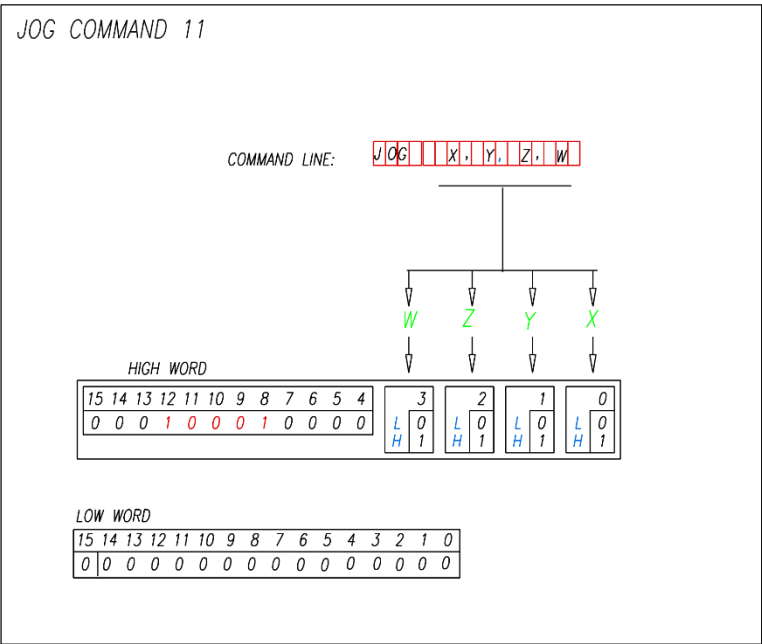 JOG COMMAND 11
COMMAND LINE: JOG X, Y, Z, W
W Z Y X
HIGH WORD
15 14 13 12 11 10 9 8 7 6 5 4 3 2 1 0
0 0 0 1 0 0 0 1 0 0 0 0 L 0 L 0 L 0 L 0
H 1 H 1 H 1 H 1
LOW WORD
15 14 13 12 11 10 9 8 7 6 5 4 3 2 1 0
0 0 0 0 0 0 0 0 0 0 0 0 0 0 0 0